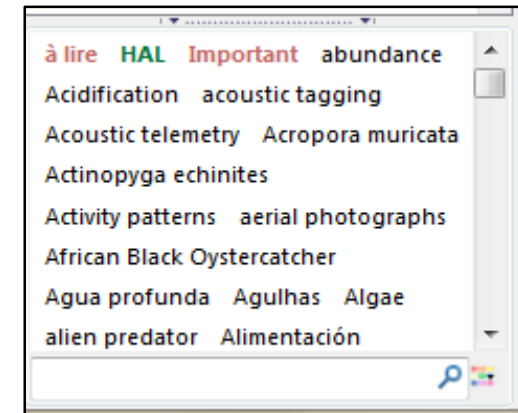 à lire HAL Important abundance
Acidification acoustic tagging
Acoustic telemetry Acropora muricata
Actinopyga echinites
Activity patterns aerial photographs
African Black Oystercatcher
Agua profunda Agulhas Algae
alien predator Alimentación